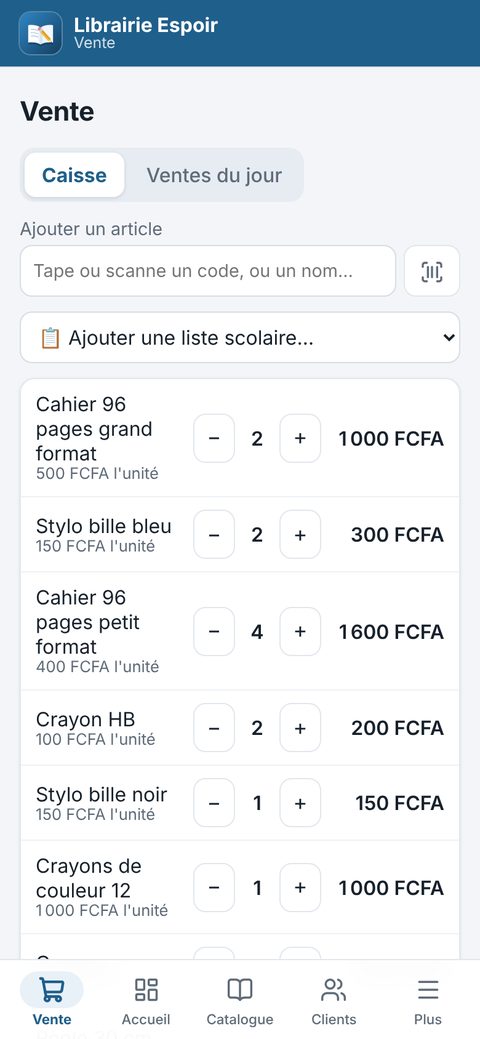 Librairie Espoir
Vente
Vente
Caisse
Ventes du jour
Ajouter un article
Tape ou scanne un code, ou un nom...
📋 Ajouter une liste scolaire...
Cahier 96
pages grand
format
500 FCFA l'unité
− 2 + 1 000 FCFA
Stylo bille bleu
150 FCFA l'unité
− 2 + 300 FCFA
Cahier 96
pages petit
format
400 FCFA l'unité
− 4 + 1 600 FCFA
Crayon HB
100 FCFA l'unité
− 2 + 200 FCFA
Stylo bille noir
150 FCFA l'unité
− 1 + 150 FCFA
Crayons de
couleur 12
1 000 FCFA l'unité
− 1 + 1 000 FCFA
Vente
Accueil
Catalogue
Clients
Plus